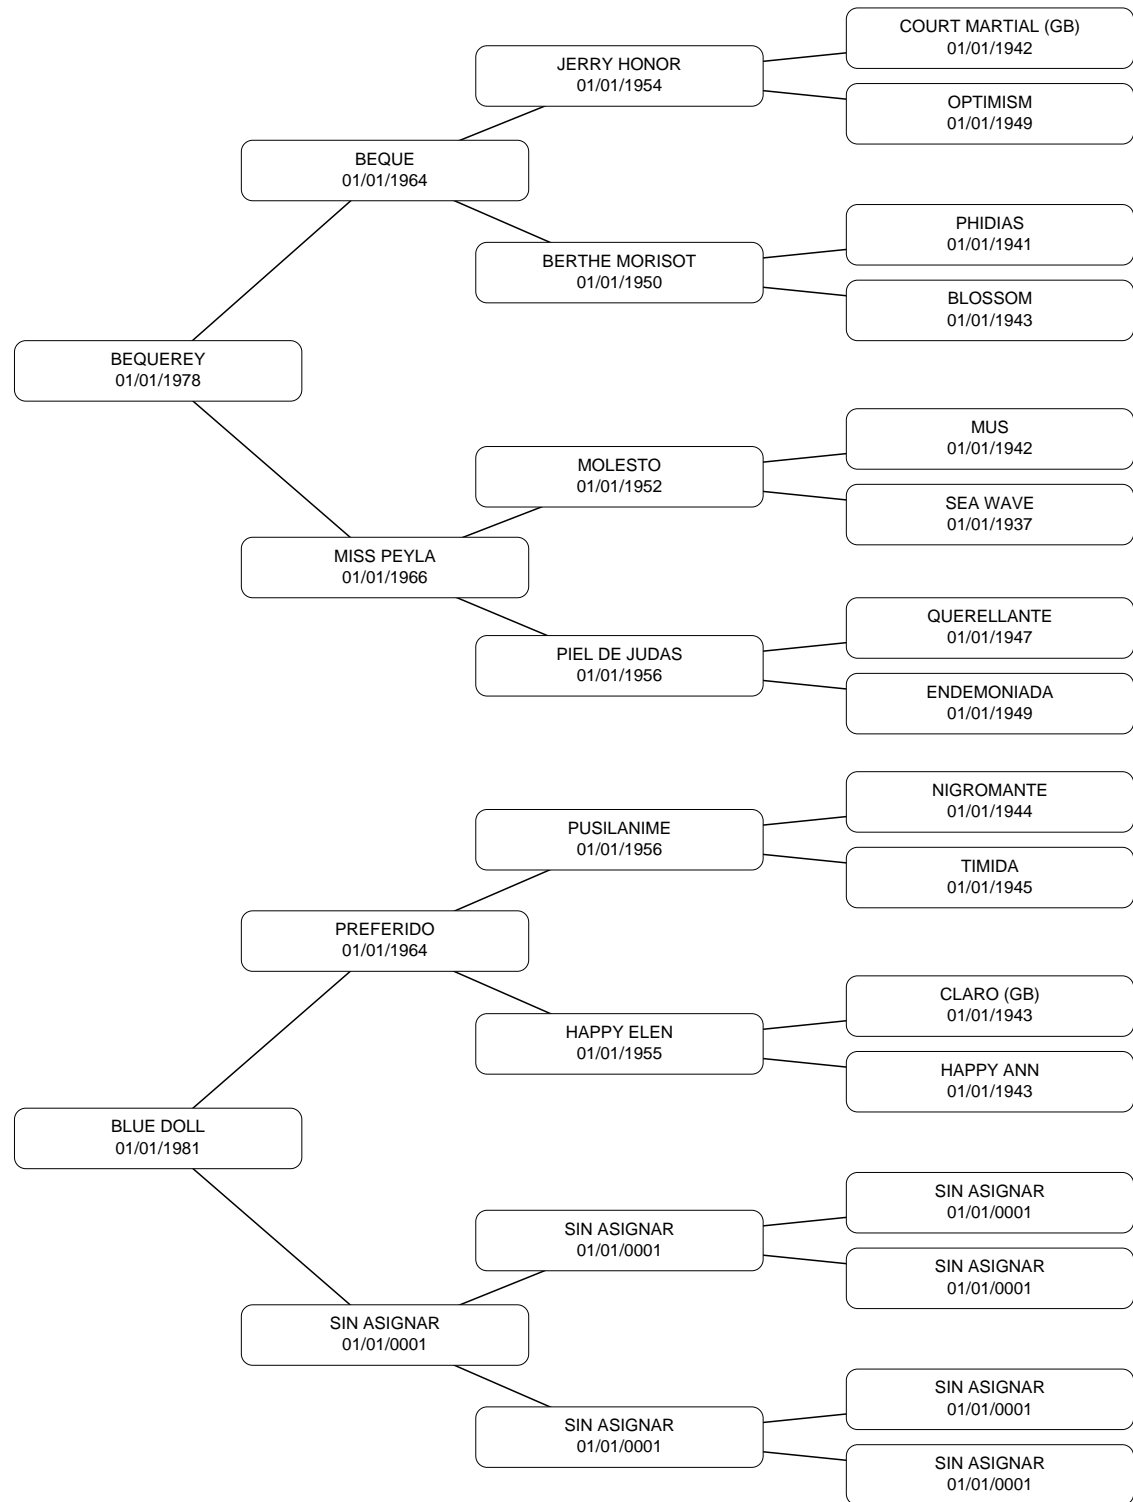 COURT MARTIAL (GB)
01/01/1942
JERRY HONOR
01/01/1954
OPTIMISM
01/01/1949
BEQUE
01/01/1964
PHIDIAS
01/01/1941
BERTHE MORISOT
01/01/1950
BLOSSOM
01/01/1943
BEQUEREY
01/01/1978
MUS
01/01/1942
MOLESTO
01/01/1952
SEA WAVE
01/01/1937
MISS PEYLA
01/01/1966
QUERELLANTE
01/01/1947
PIEL DE JUDAS
01/01/1956
ENDEMONIADA
01/01/1949
NIGROMANTE
01/01/1944
PUSILANIME
01/01/1956
TIMIDA
01/01/1945
PREFERIDO
01/01/1964
CLARO (GB)
01/01/1943
HAPPY ELEN
01/01/1955
HAPPY ANN
01/01/1943
BLUE DOLL
01/01/1981
SIN ASIGNAR
01/01/0001
SIN ASIGNAR
01/01/0001
SIN ASIGNAR
01/01/0001
SIN ASIGNAR
01/01/0001
SIN ASIGNAR
01/01/0001
SIN ASIGNAR
01/01/0001
SIN ASIGNAR
01/01/0001